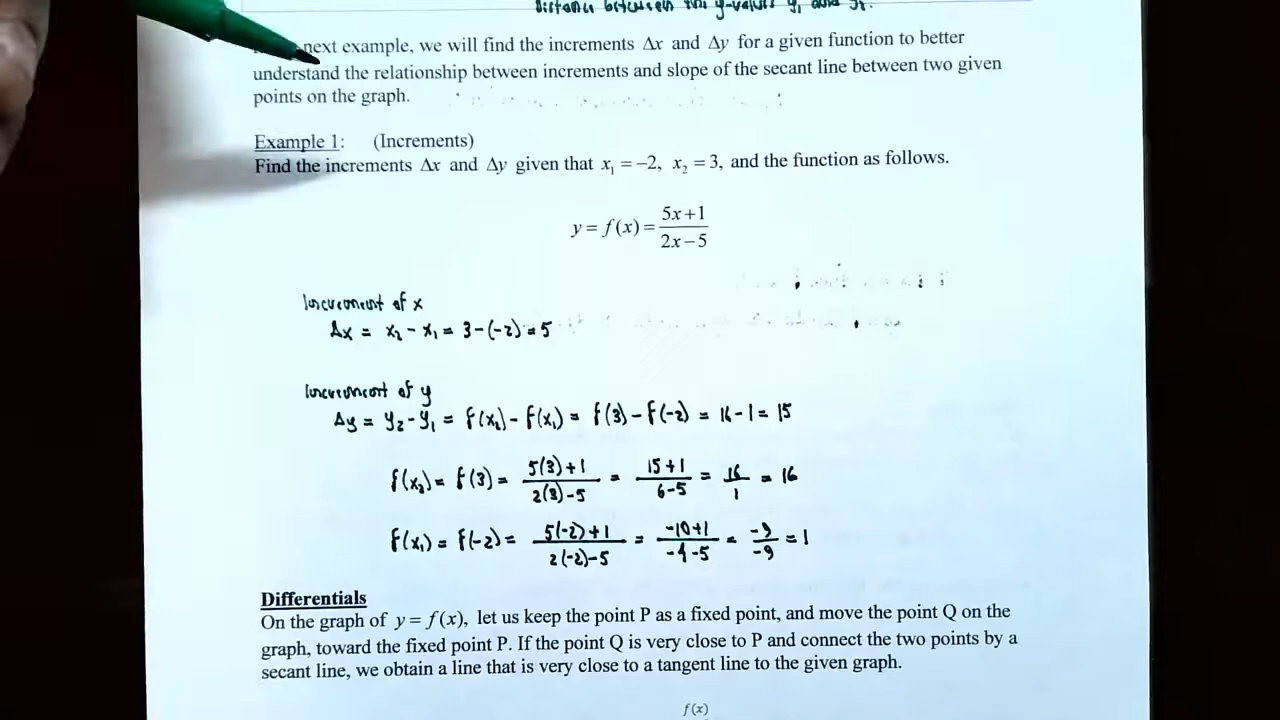 distance between the y-values y₁ and y₂.
next example, we will find the increments Δx and Δy for a given function to better
understand the relationship between increments and slope of the secant line between two given
points on the graph.
Example 1: (Increments)
Find the increments Δx and Δy given that x₁ = −2, x₂ = 3, and the function as follows.
y = f(x) = (5x+1)/(2x−5)
Increment of x
Δx = x₂ − x₁ = 3−(−2) = 5
Increment of y
Δy = y₂ − y₁ = f(x₂) − f(x₁) = f(3) − f(−2) = 16 − 1 = 15
f(x₂) = f(3) = (5(3)+1)/(2(3)−5) = (15+1)/(6−5) = 16/1 = 16
f(x₁) = f(−2) = (5(−2)+1)/(2(−2)−5) = (−10+1)/(−4−5) = −9/−9 = 1
Differentials
On the graph of y = f(x), let us keep the point P as a fixed point, and move the point Q on the
graph, toward the fixed point P. If the point Q is very close to P and connect the two points by a
secant line, we obtain a line that is very close to a tangent line to the given graph.
f(x)